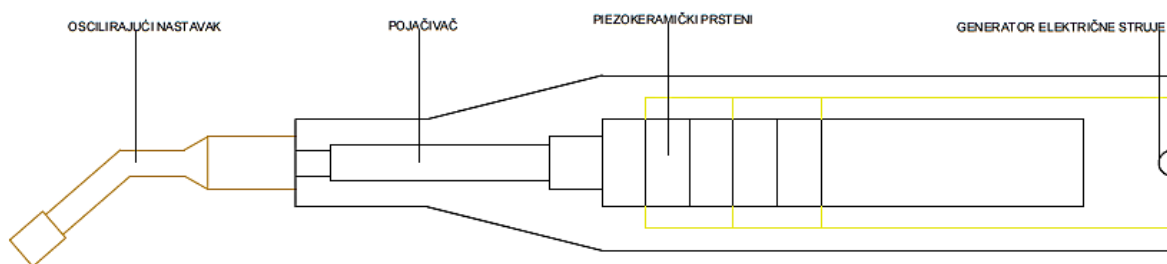 OSCILIRAJUĆI NASTAVAK
POJAČIVAČ
PIEZOKERAMIČKI PRSTENI
GENERATOR ELEKTRIČNE STRUJE